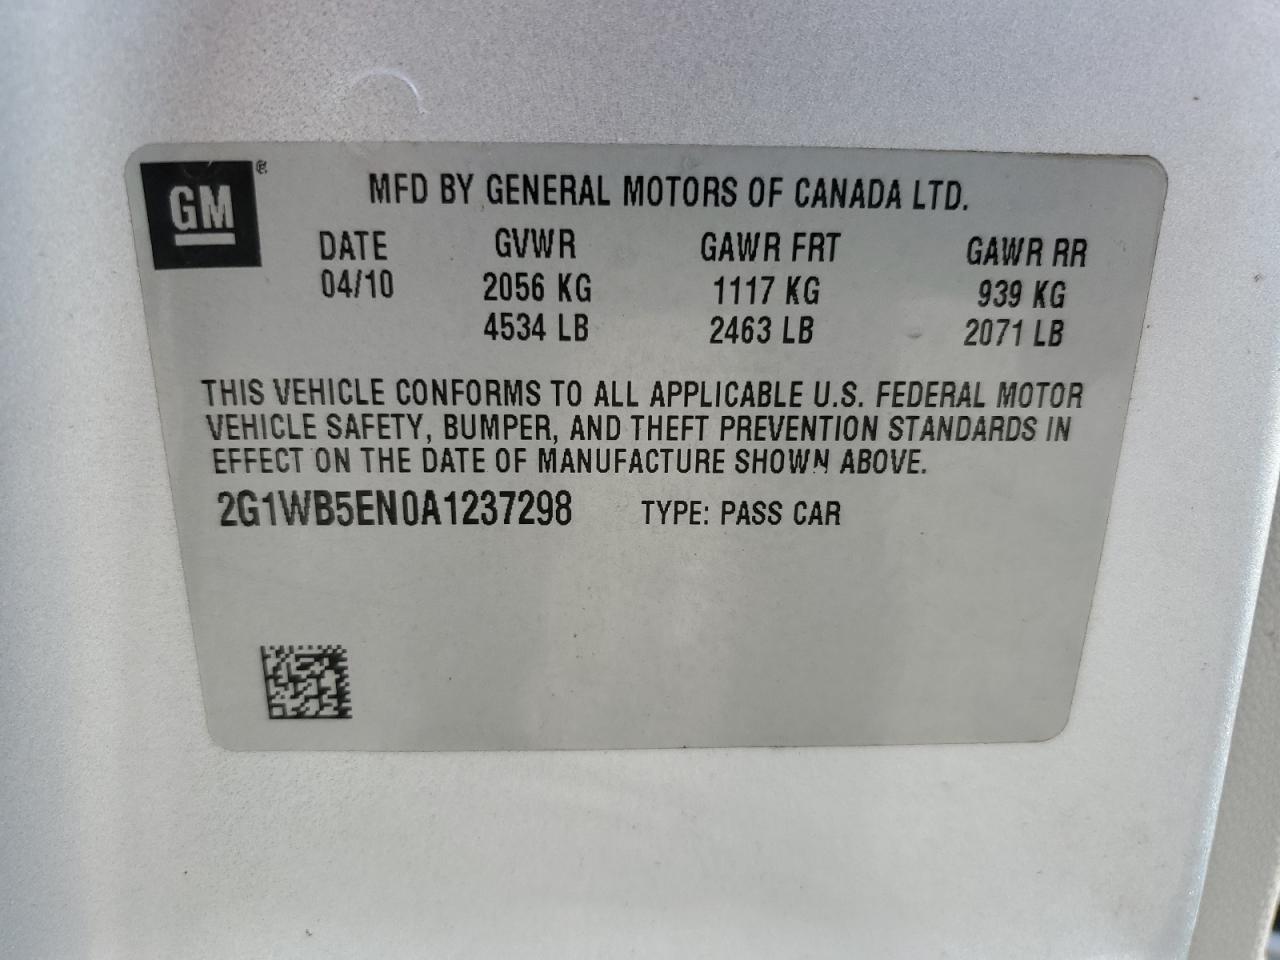 GM ®
MFD BY GENERAL MOTORS OF CANADA LTD.
DATE GVWR GAWR FRT GAWR RR
04/10 2056 KG 1117 KG 939 KG
4534 LB 2463 LB 2071 LB
THIS VEHICLE CONFORMS TO ALL APPLICABLE U.S. FEDERAL MOTOR
VEHICLE SAFETY, BUMPER, AND THEFT PREVENTION STANDARDS IN
EFFECT ON THE DATE OF MANUFACTURE SHOWN ABOVE.
2G1WB5EN0A1237298 TYPE: PASS CAR